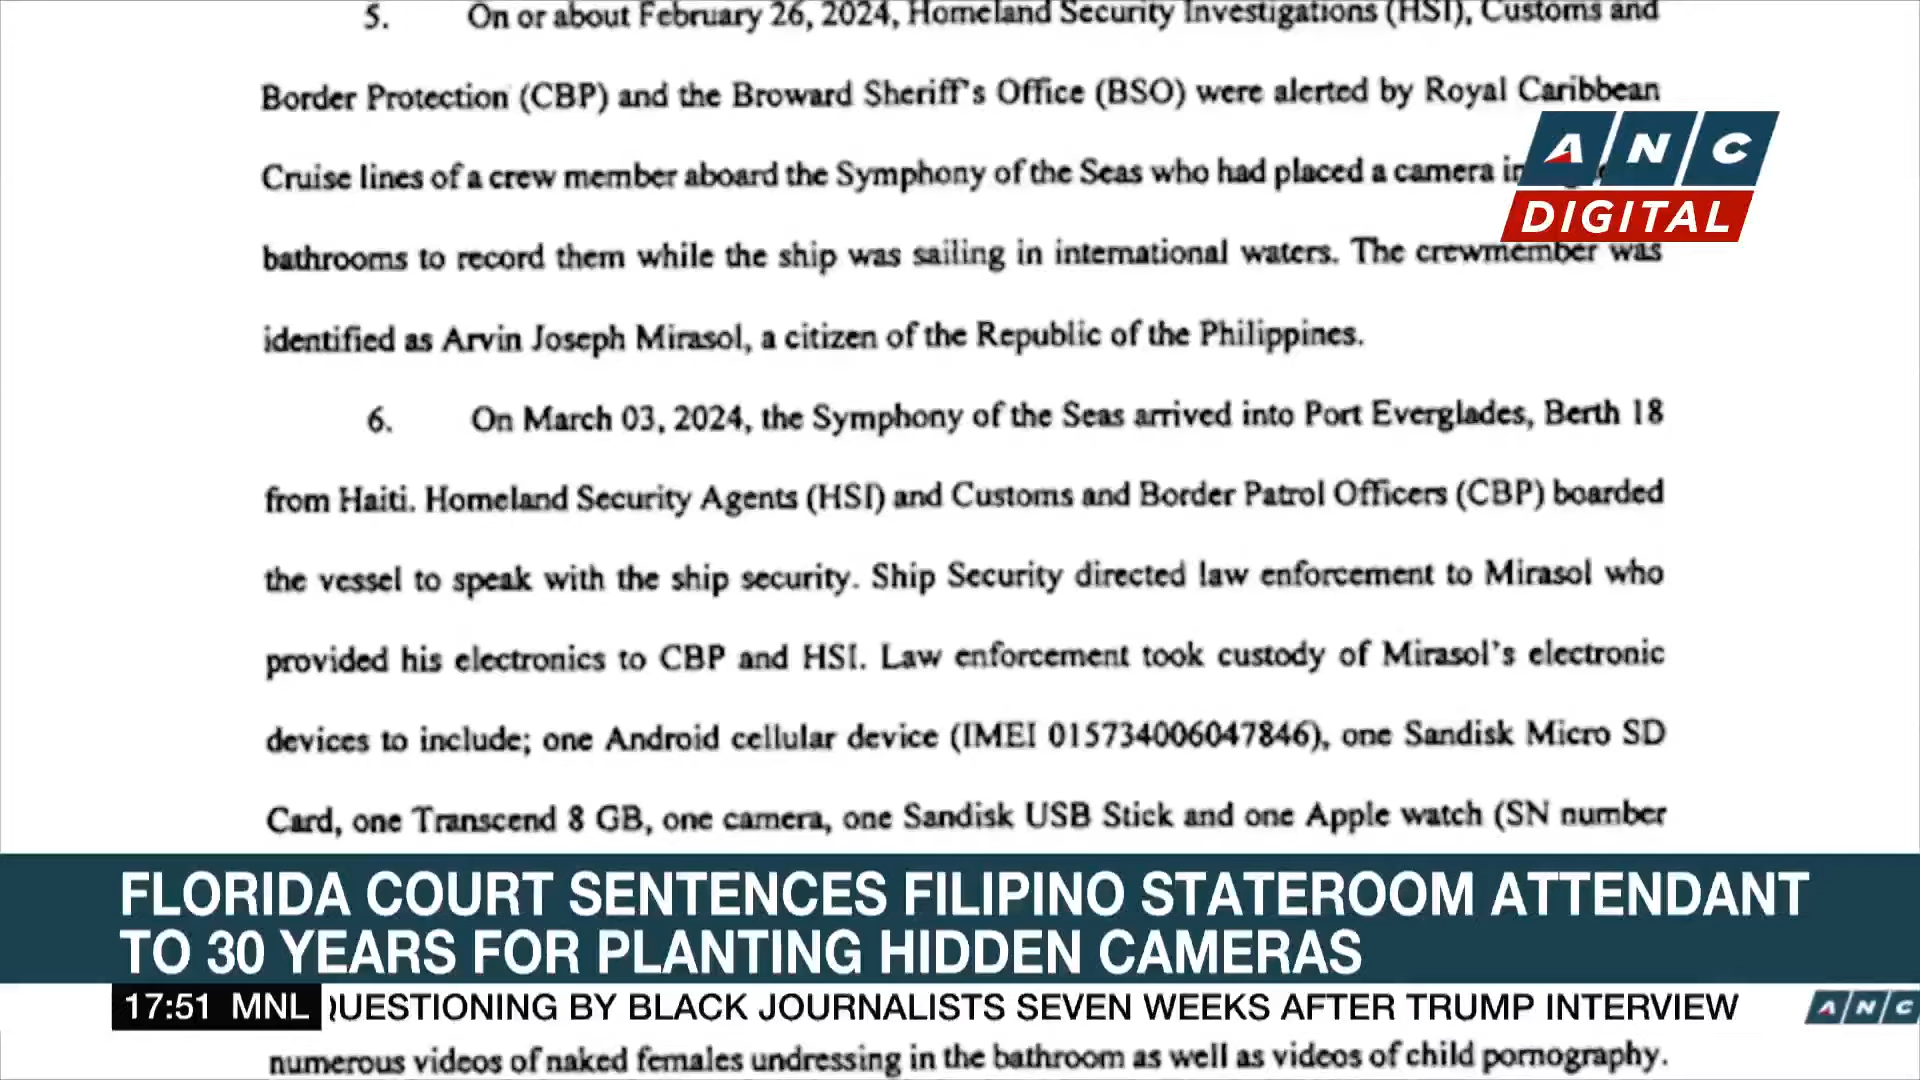 5. On or about February 26, 2024, Homeland Security Investigations (HSI), Customs and
Border Protection (CBP) and the Broward Sheriff's Office (BSO) were alerted by Royal Caribbean
Cruise lines of a crew member aboard the Symphony of the Seas who had placed a camera in
bathrooms to record them while the ship was sailing in international waters. The crewmember was
identified as Arvin Joseph Mirasol, a citizen of the Republic of the Philippines.
6. On March 03, 2024, the Symphony of the Seas arrived into Port Everglades, Berth 18
from Haiti. Homeland Security Agents (HSI) and Customs and Border Patrol Officers (CBP) boarded
the vessel to speak with the ship security. Ship Security directed law enforcement to Mirasol who
provided his electronics to CBP and HSI. Law enforcement took custody of Mirasol's electronic
devices to include; one Android cellular device (IMEI 015734006047846), one Sandisk Micro SD
Card, one Transcend 8 GB, one camera, one Sandisk USB Stick and one Apple watch (SN number
ANC
DIGITAL
FLORIDA COURT SENTENCES FILIPINO STATEROOM ATTENDANT
TO 30 YEARS FOR PLANTING HIDDEN CAMERAS
17:51 MNL QUESTIONING BY BLACK JOURNALISTS SEVEN WEEKS AFTER TRUMP INTERVIEW ANC
numerous videos of naked females undressing in the bathroom as well as videos of child pornography.